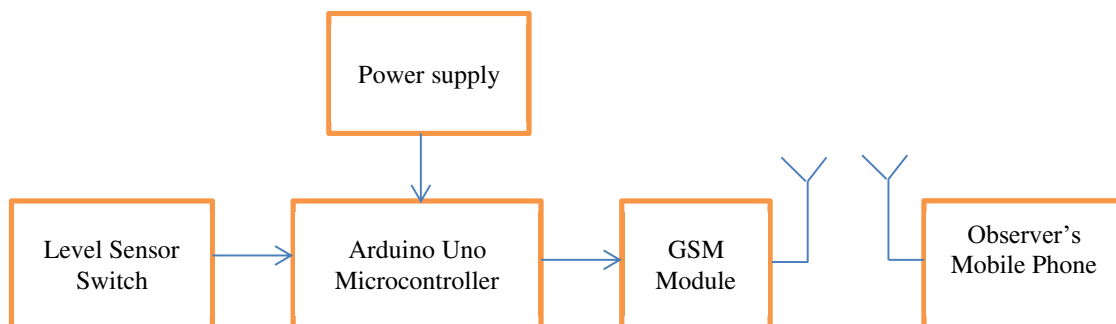 Power supply
Level Sensor
Switch
Arduino Uno
Microcontroller
GSM
Module
Observer’s
Mobile Phone